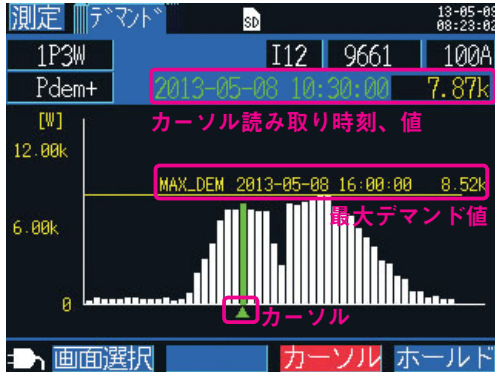 測定 デマンド SD 13-05-0
08:23:0
1P3W I12 9661 100A
Pdem+ 2013-05-08 10:30:00 7.87k
[W] カーソル読み取り時刻、値
12.00k
MAX_DEM 2013-05-08 16:00:00 8.52k
最大デマンド値
6.00k
0
カーソル
画面選択 カーソル ホールド